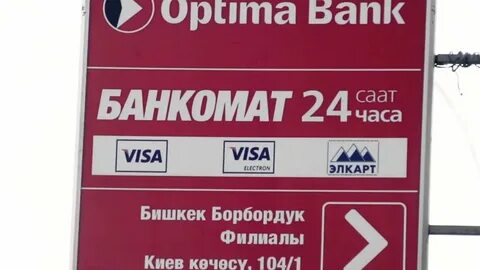 Optima Bank
БАНКОМАТ 24 саат
часа
VISA
VISA
ELECTRON
ЭЛКАРТ
Бишкек Борбордук
Филиалы
Киев көчөсү, 104/1